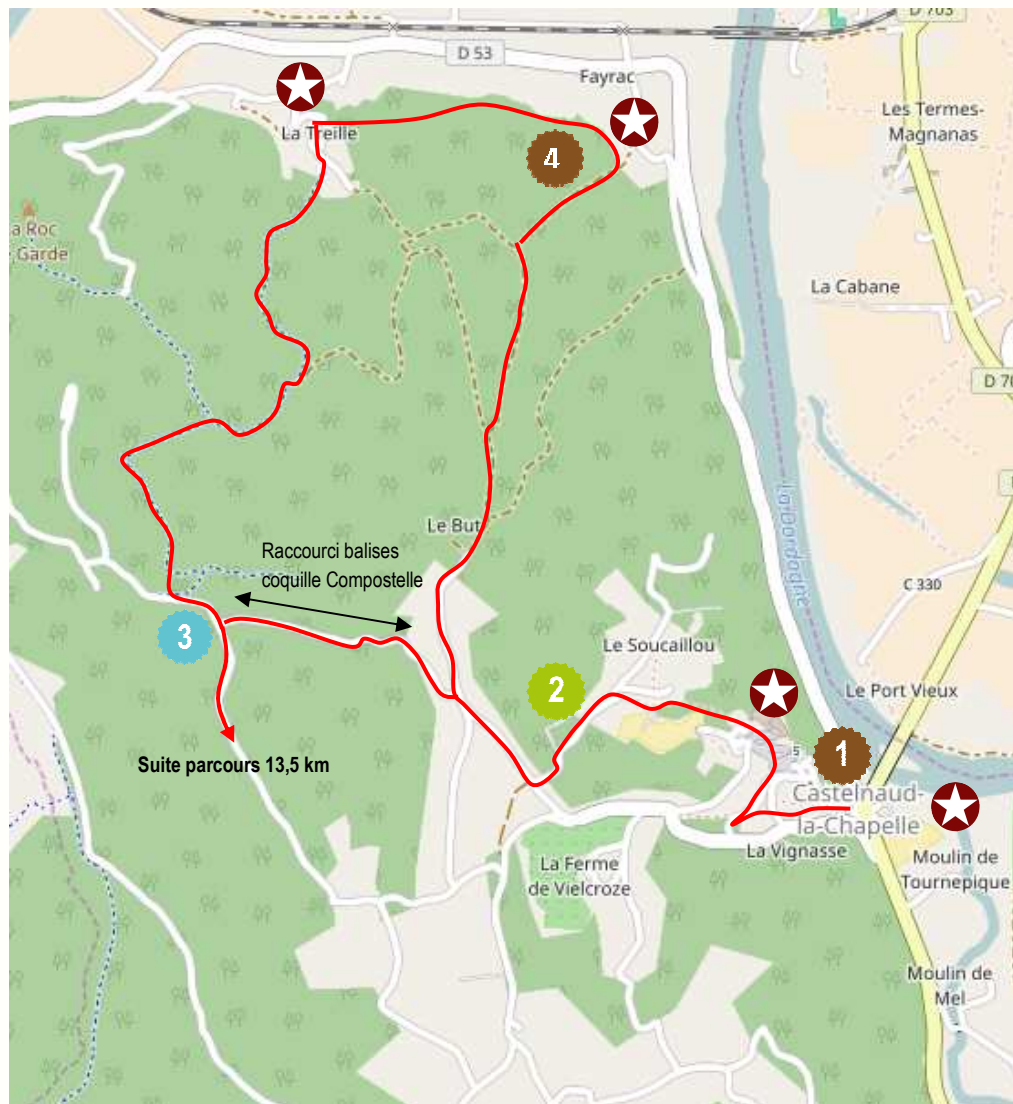 D 703
D 53
Fayrac
La Treille
Les Termes-
Magnanas
4
a Roc
Garde
La Cabane
D 70
La Dordogne
Le But
Raccourci balises
coquille Compostelle
C 330
3
Le Soucaillou
2
Le Port Vieux
Suite parcours 13,5 km
5
1
Castelnaud-
la-Chapelle
La Vignasse
La Ferme
de Vielcroze
Moulin de
Tournepique
Moulin de
Mel